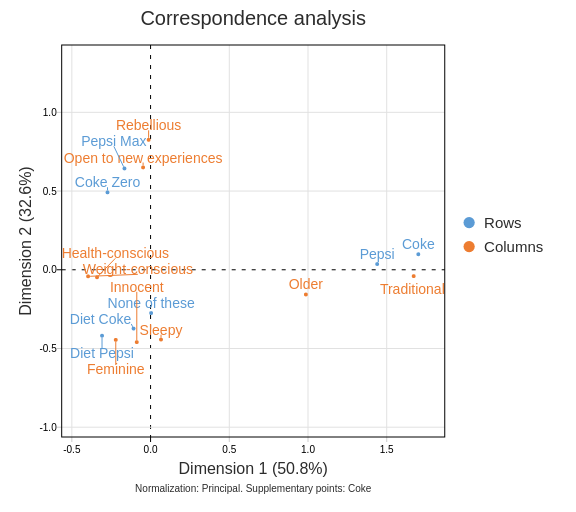 Correspondence analysis
Dimension 2 (32.6%)
1.0
0.5
0.0
-0.5
-1.0
Rebellious
Pepsi Max
Open to new experiences
Coke Zero
Coke
Pepsi
Health-conscious
Weight-conscious
Innocent
Older
Traditional
None of these
Diet Coke
Sleepy
Diet Pepsi
Feminine
Rows
Columns
-0.5
0.0
0.5
1.0
1.5
Dimension 1 (50.8%)
Normalization: Principal. Supplementary points: Coke